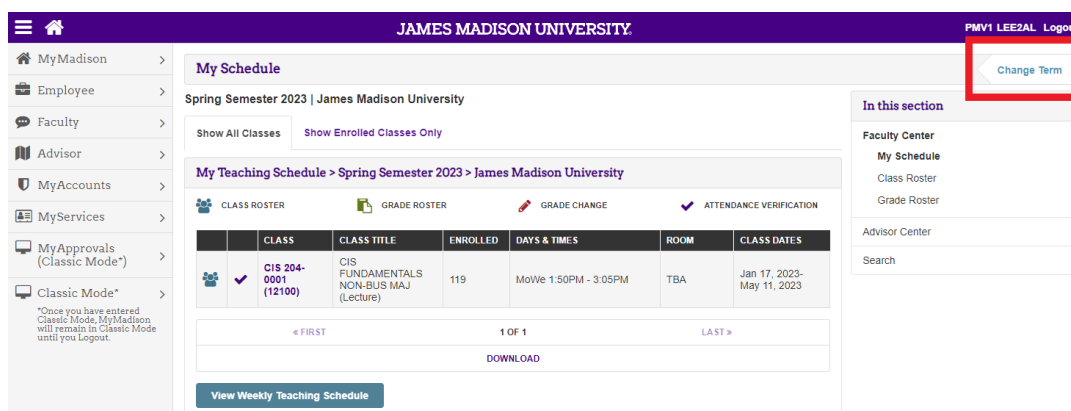 JAMES MADISON UNIVERSITY.
PMV1 LEE2AL Logou
MyMadison
Employee
Faculty
Advisor
MyAccounts
MyServices
MyApprovals
(Classic Mode*)
Classic Mode*
*Once you have entered
Classic Mode, MyMadison
will remain in Classic Mode
until you Logout.
My Schedule
Change Term
Spring Semester 2023 | James Madison University
Show All Classes Show Enrolled Classes Only
My Teaching Schedule > Spring Semester 2023 > James Madison University
CLASS ROSTER GRADE ROSTER GRADE CHANGE ATTENDANCE VERIFICATION
CLASS CLASS TITLE ENROLLED DAYS & TIMES ROOM CLASS DATES
CIS 204-
0001
(12100)
CIS
FUNDAMENTALS
NON-BUS MAJ
(Lecture)
119
MoWe 1:50PM - 3:05PM
TBA
Jan 17, 2023-
May 11, 2023
« FIRST 1 OF 1 LAST »
DOWNLOAD
View Weekly Teaching Schedule
In this section
Faculty Center
My Schedule
Class Roster
Grade Roster
Advisor Center
Search